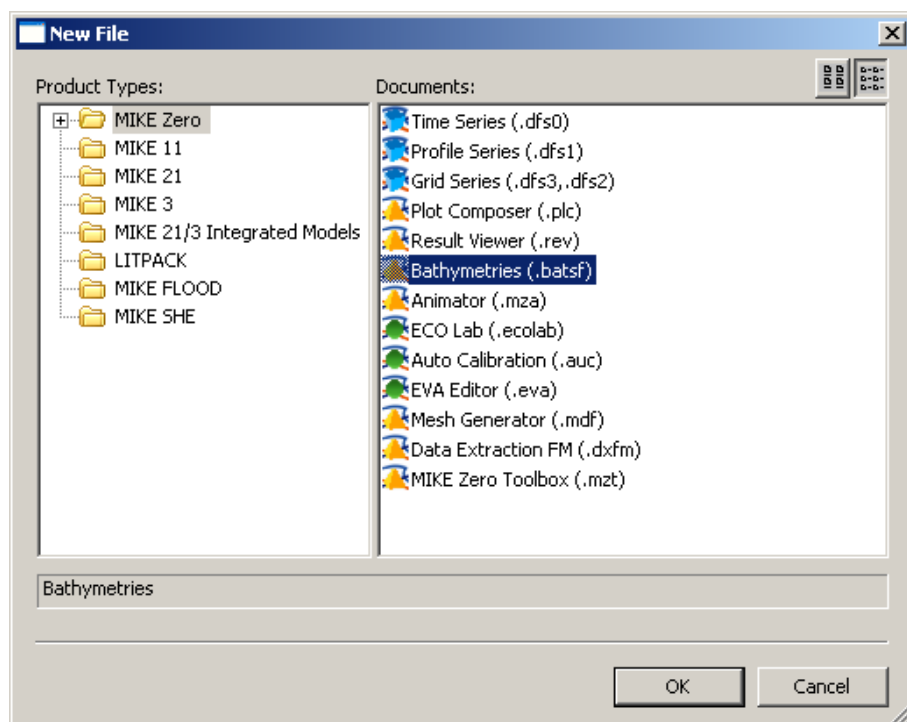 New File
Product Types:
MIKE Zero
MIKE 11
MIKE 21
MIKE 3
MIKE 21/3 Integrated Models
LITPACK
MIKE FLOOD
MIKE SHE
Documents:
Time Series (.dfs0)
Profile Series (.dfs1)
Grid Series (.dfs3,.dfs2)
Plot Composer (.plc)
Result Viewer (.rev)
Bathymetries (.batsf)
Animator (.mza)
ECO Lab (.ecolab)
Auto Calibration (.auc)
EVA Editor (.eva)
Mesh Generator (.mdf)
Data Extraction FM (.dxfm)
MIKE Zero Toolbox (.mzt)
Bathymetries
OK
Cancel